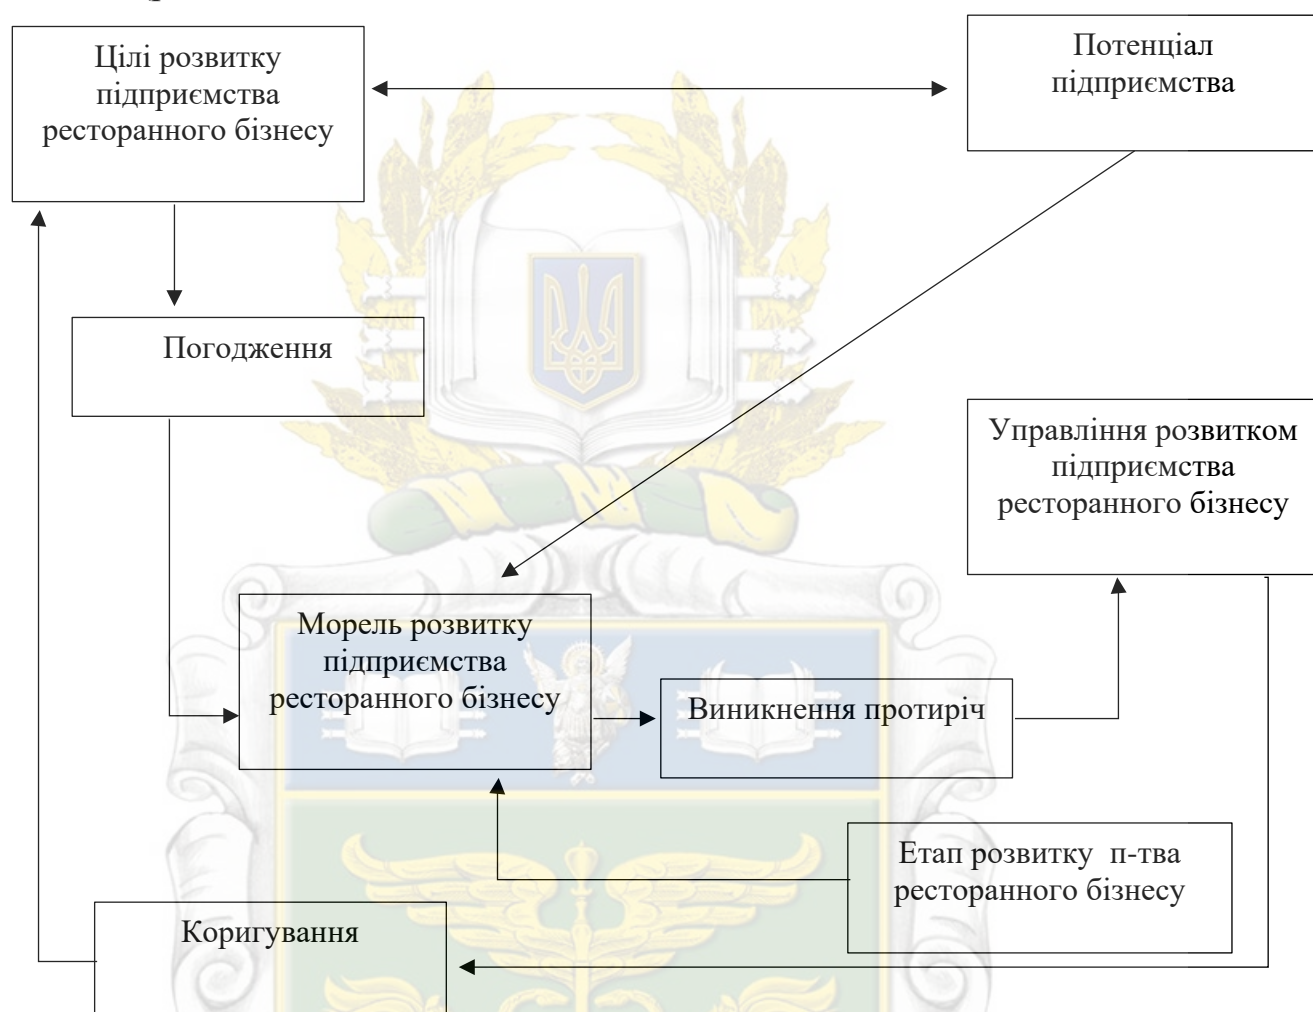 Цілі розвитку
підприємства
ресторанного бізнесу
Потенціал
підприємства
Погодження
Управління розвитком
підприємства
ресторанного бізнесу
Морель розвитку
підприємства
ресторанного бізнесу
Виникнення протиріч
Етап розвитку п-тва
ресторанного бізнесу
Коригування